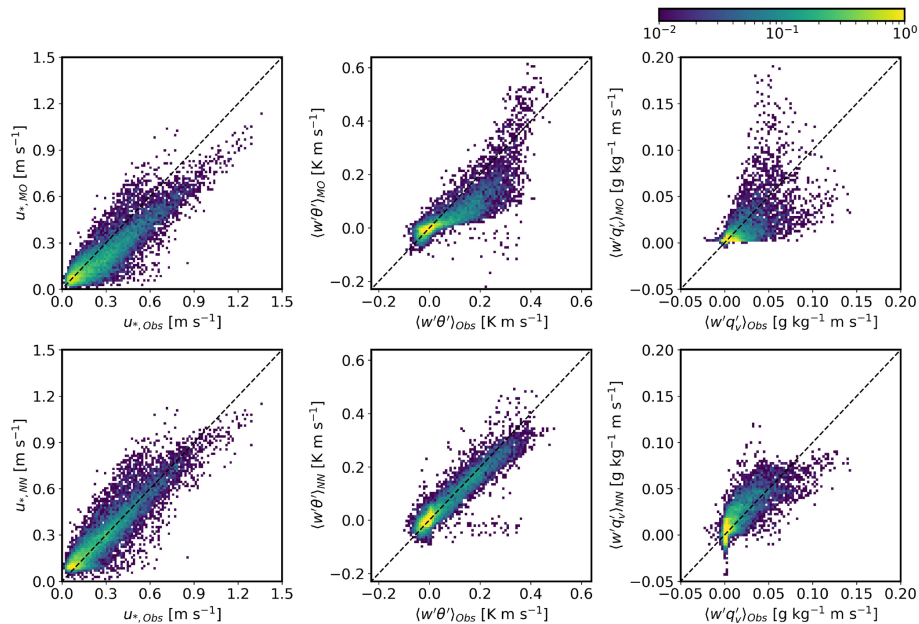 10⁻² 10⁻¹ 10⁰
1.5
1.2
0.9
0.6
0.3
0.0
u*,MO [m s⁻¹]
0.0 0.3 0.6 0.9 1.2 1.5
u*,Obs [m s⁻¹]
0.6
0.4
0.2
0.0
−0.2
⟨w′θ′⟩MO [K m s⁻¹]
−0.2 0.0 0.2 0.4 0.6
⟨w′θ′⟩Obs [K m s⁻¹]
0.20
0.15
0.10
0.05
0.00
−0.05
⟨w′q′v⟩MO [g kg⁻¹ m s⁻¹]
−0.05 0.00 0.05 0.10 0.15 0.20
⟨w′q′v⟩Obs [g kg⁻¹ m s⁻¹]
1.5
1.2
0.9
0.6
0.3
0.0
u*,NN [m s⁻¹]
0.0 0.3 0.6 0.9 1.2 1.5
u*,Obs [m s⁻¹]
0.6
0.4
0.2
0.0
−0.2
⟨w′θ′⟩NN [K m s⁻¹]
−0.2 0.0 0.2 0.4 0.6
⟨w′θ′⟩Obs [K m s⁻¹]
0.20
0.15
0.10
0.05
0.00
−0.05
⟨w′q′v⟩NN [g kg⁻¹ m s⁻¹]
−0.05 0.00 0.05 0.10 0.15 0.20
⟨w′q′v⟩Obs [g kg⁻¹ m s⁻¹]